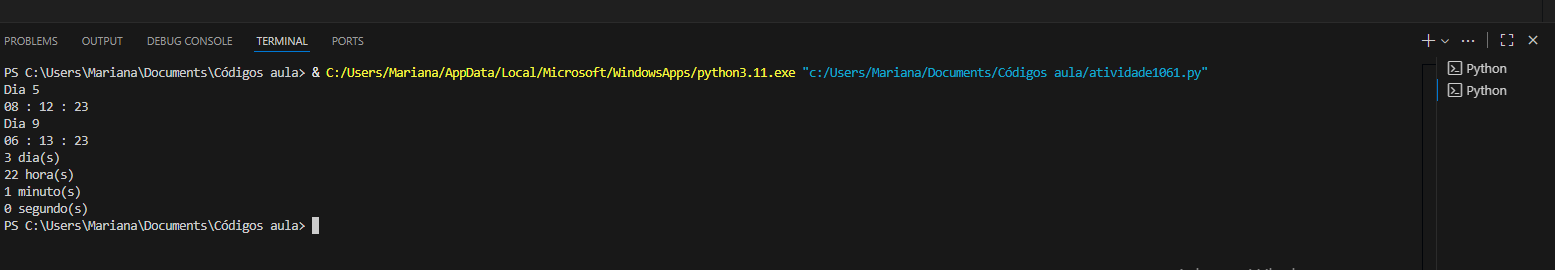 PROBLEMS OUTPUT DEBUG CONSOLE TERMINAL PORTS
PS C:\Users\Mariana\Documents\Códigos aula> & C:/Users/Mariana/AppData/Local/Microsoft/WindowsApps/python3.11.exe "c:/Users/Mariana/Documents/Códigos aula/atividade1061.py"
Dia 5
08 : 12 : 23
Dia 9
06 : 13 : 23
3 dia(s)
22 hora(s)
1 minuto(s)
0 segundo(s)
PS C:\Users\Mariana\Documents\Códigos aula>
Python
Python